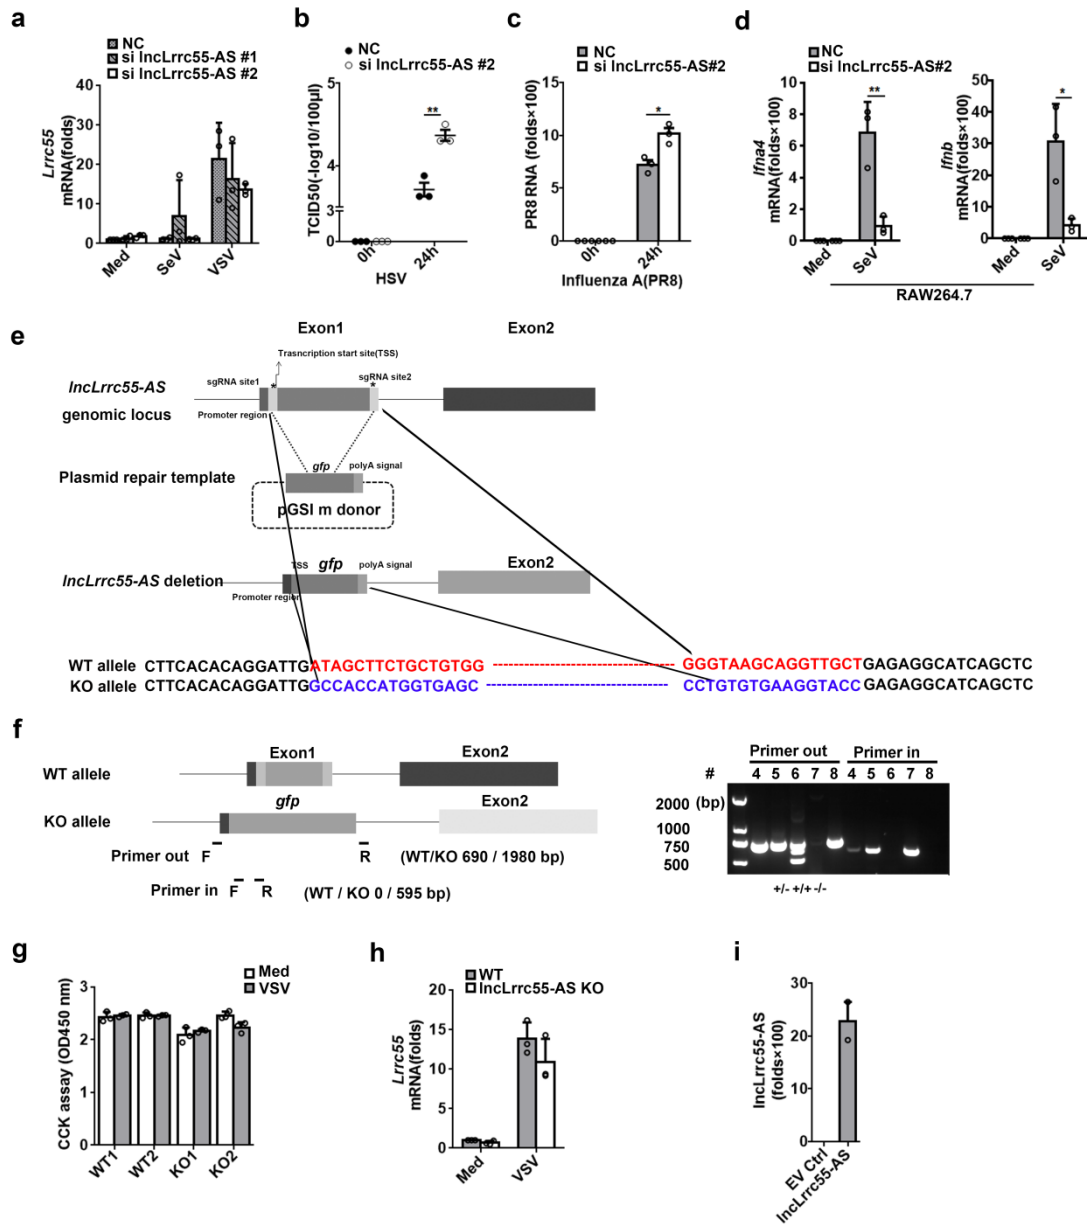 a
NC
si lncLrrc55-AS #1
si lncLrrc55-AS #2
Lrrc55
mRNA(folds)
40
30
20
10
0
Med
SeV
VSV
b
NC
si lncLrrc55-AS #2
TCID50(-log10/100μl)
5
4
3
0
**
0h
24h
HSV
c
NC
si lncLrrc55-AS#2
PR8 RNA (folds×100)
15
10
5
0
*
0h
24h
Influenza A(PR8)
d
NC
si lncLrrc55-AS#2
Ifna4
mRNA(folds×100)
10
8
6
4
2
0
**
Med
SeV
Ifnb
mRNA(folds×100)
50
40
30
20
10
0
*
Med
SeV
RAW264.7
e
Exon1
Exon2
Trasncription start site(TSS)
sgRNA site1
*
sgRNA site2
*
lncLrrc55-AS
genomic locus
Promoter region
Plasmid repair template
gfp
polyA signal
pGSI m donor
lncLrrc55-AS deletion
TSS
gfp
polyA signal
Exon2
Promoter region
WT allele CTTCACACAGGATTGATAGCTTCTGCTGTGG GGGTAAGCAGGTTGCTGAGAGGCATCAGCTC
KO allele CTTCACACAGGATTGGCCACCATGGTGAGC CCTGTGTGAAGGTACCGAGAGGCATCAGCTC
f
Exon1
Exon2
WT allele
gfp
Exon2
KO allele
Primer out F R (WT/KO 690 / 1980 bp)
Primer in F R (WT / KO 0 / 595 bp)
Primer out Primer in
# 4 5 6 7 8 4 5 6 7 8
2000 (bp)
1000
750
500
+/- +/+ -/-
g
Med
VSV
CCK assay (OD450 nm)
3
2
1
0
WT1
WT2
KO1
KO2
h
WT
lncLrrc55-AS KO
Lrrc55
mRNA(folds)
20
15
10
5
0
Med
VSV
i
lncLrrc55-AS
(folds×100)
30
20
10
0
EV Ctrl
lncLrrc55-AS